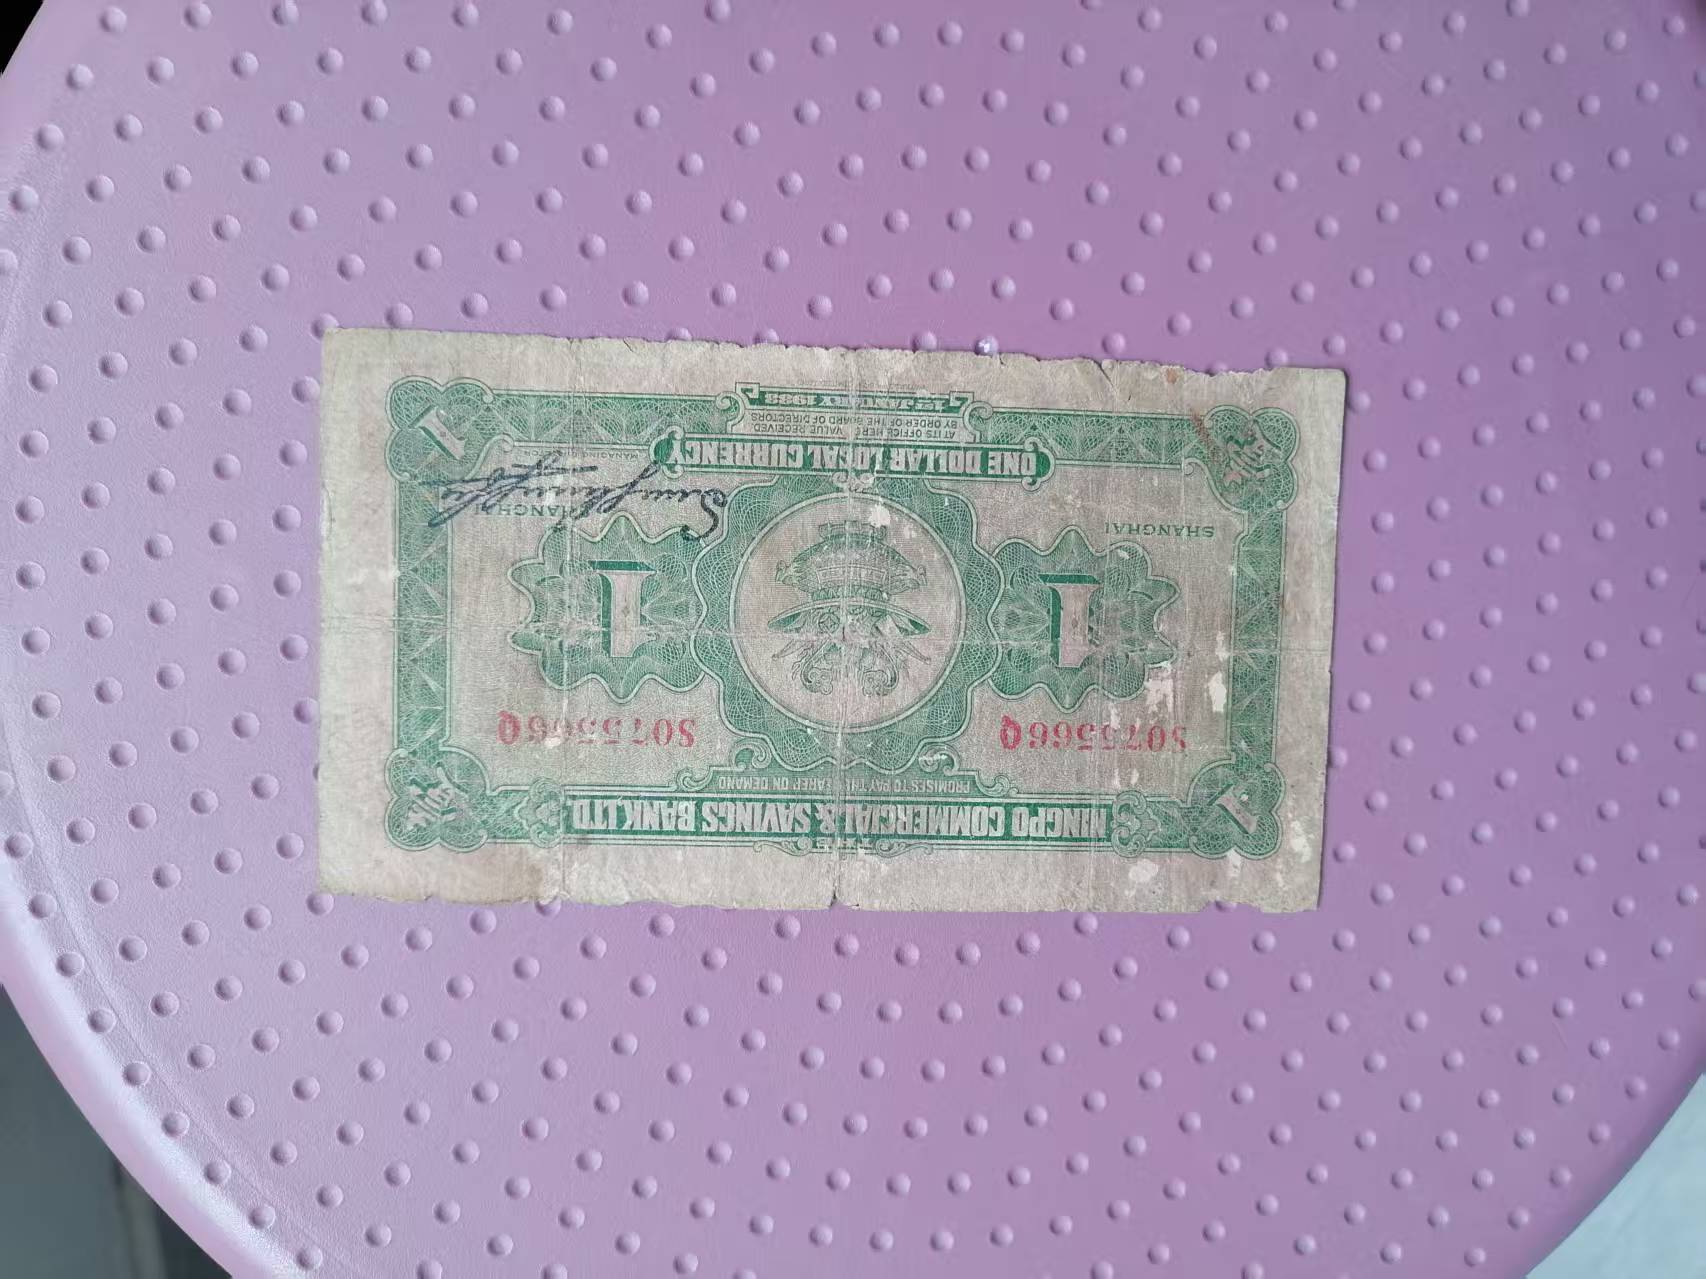 THE
NINGPO COMMERCIAL & SAVINGS BANK, LTD.
PROMISES TO PAY THE BEARER ON DEMAND
S075566Q S075566Q
1 1
SHANGHAI SHANGHAI
ONE DOLLAR LOCAL CURRENCY
MANAGING DIRECTOR
AT ITS OFFICE HERE VALUE RECEIVED.
BY ORDER OF THE BOARD OF DIRECTORS
1ST JANUARY 1933
1 1